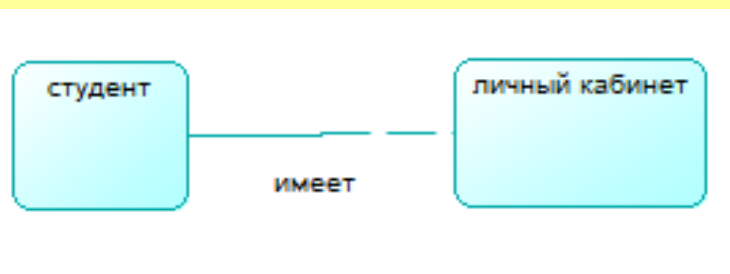 студент
личный кабинет
имеет